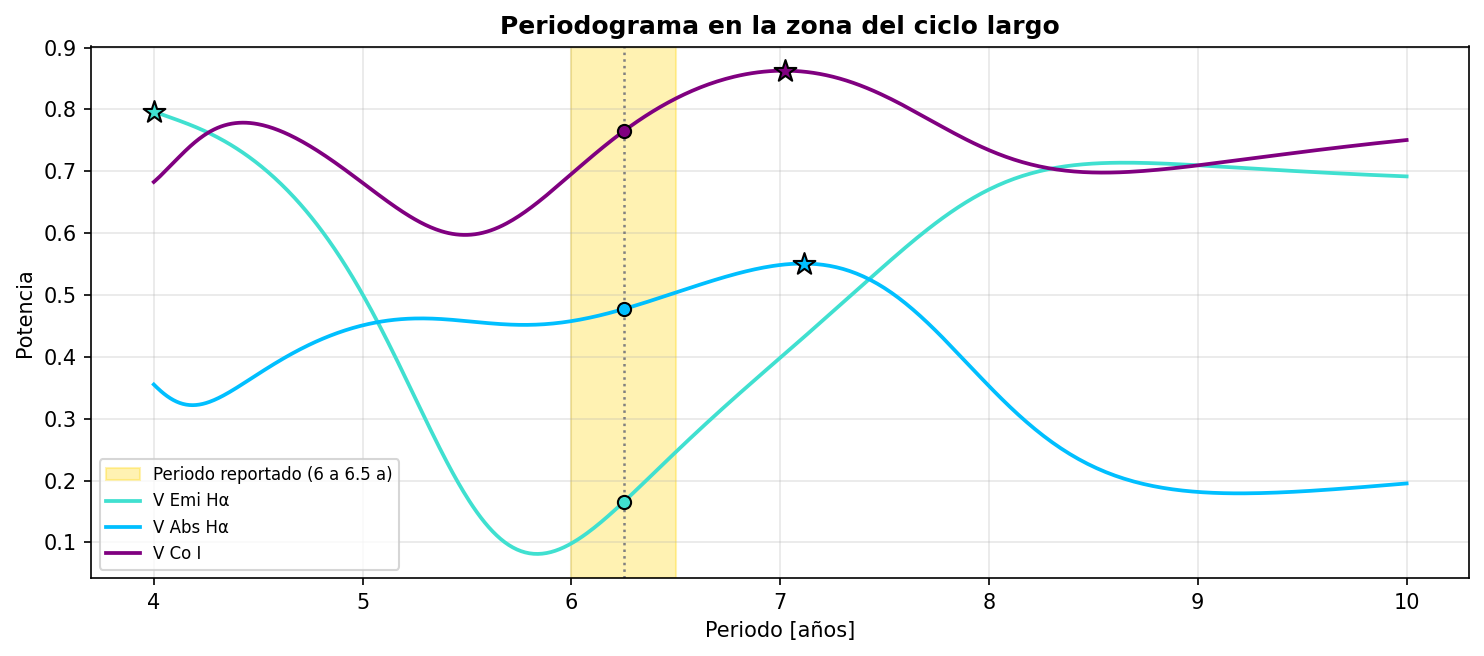 Periodograma en la zona del ciclo largo
Potencia
0.9
0.8
0.7
0.6
0.5
0.4
0.3
0.2
0.1
Periodo reportado (6 a 6.5 a)
V Emi Hα
V Abs Hα
V Co I
4 5 6 7 8 9 10
Periodo [años]